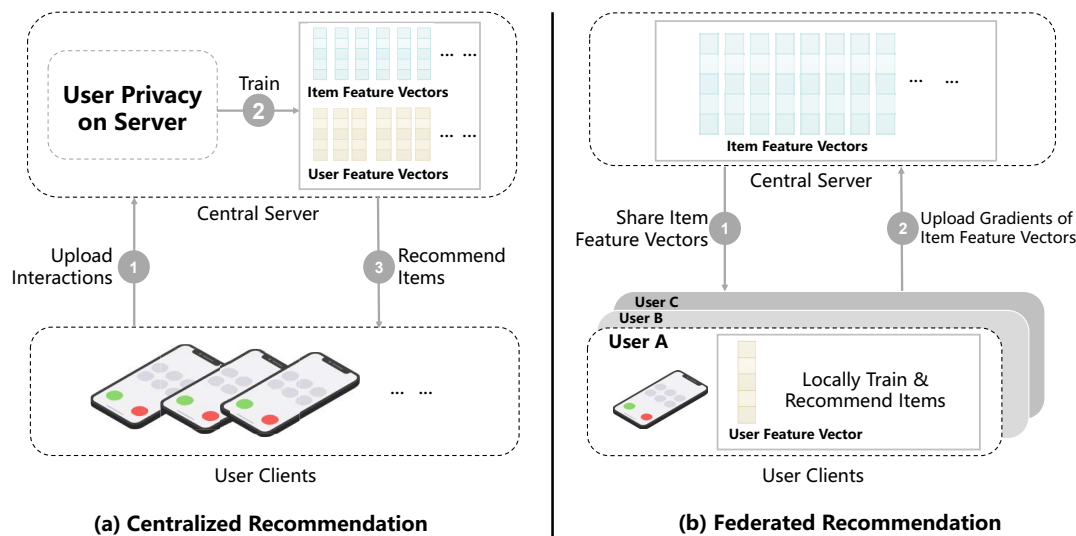 User Privacy
on Server
Train
2
... ...
Item Feature Vectors
... ...
User Feature Vectors
Central Server
Upload
Interactions
1
3
Recommend
Items
... ...
User Clients
(a) Centralized Recommendation
... ...
Item Feature Vectors
Central Server
Share Item
Feature Vectors
1
2
Upload Gradients of
Item Feature Vectors
User C
User B
User A
Locally Train &
Recommend Items
User Feature Vector
User Clients
(b) Federated Recommendation